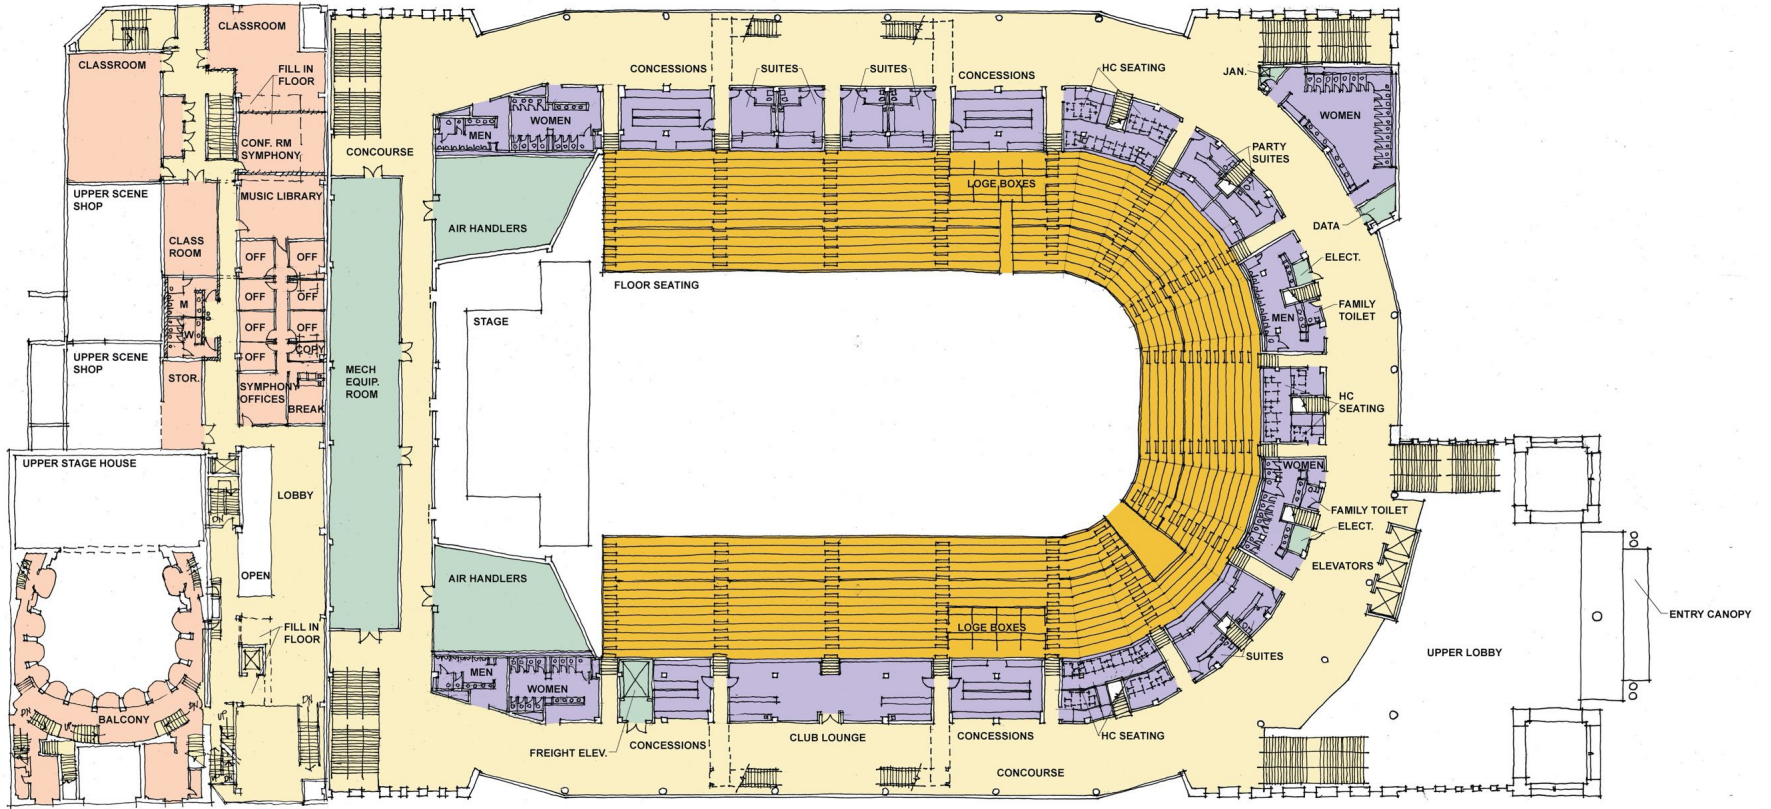 CLASSROOM
CLASSROOM
FILL IN
FLOOR
CONF. RM
SYMPHONY
CONCOURSE
UPPER SCENE
SHOP
MUSIC LIBRARY
CLASS
ROOM
OFF
OFF
OFF
OFF
OFF
OFF
OFF
COPY
M
W
UPPER SCENE
SHOP
STOR.
SYMPHONY
OFFICES
BREAK
MECH
EQUIP.
ROOM
UPPER STAGE HOUSE
LOBBY
OPEN
FILL IN
FLOOR
BALCONY
MEN
WOMEN
CONCESSIONS
SUITES
SUITES
CONCESSIONS
HC SEATING
JAN.
WOMEN
PARTY
SUITES
DATA
AIR HANDLERS
LOGE BOXES
FLOOR SEATING
STAGE
ELECT.
FAMILY
TOILET
MEN
HC
SEATING
WOMEN
FAMILY TOILET
ELECT.
ELEVATORS
AIR HANDLERS
LOGE BOXES
SUITES
UPPER LOBBY
ENTRY CANOPY
MEN
WOMEN
FREIGHT ELEV.
CONCESSIONS
CLUB LOUNGE
CONCESSIONS
HC SEATING
CONCOURSE